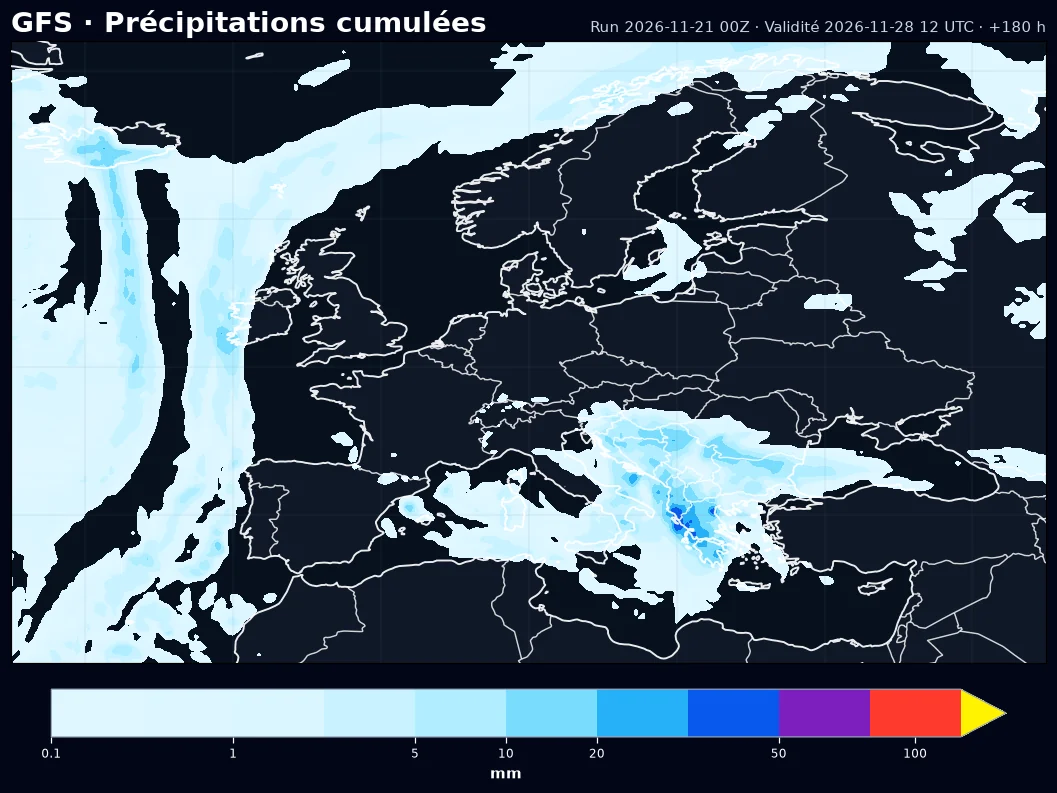 GFS · Précipitations cumulées
Run 2026-11-21 00Z · Validité 2026-11-28 12 UTC · +180 h
0.1 1 5 10 20 50 100
mm